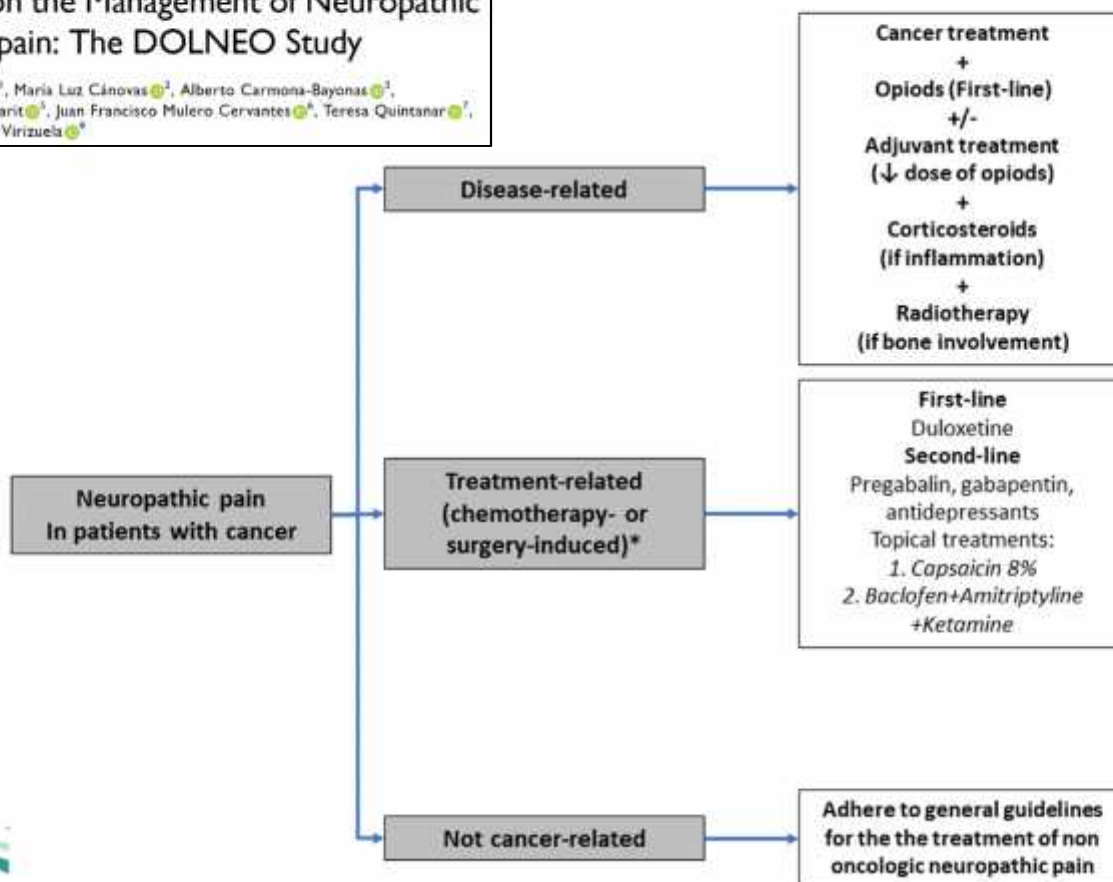 on the Management of Neuropathic
pain: The DOLNEO Study
María Luz Cánovas 2, Alberto Carmona-Bayonas 3,
Juan Francisco Mulero Cervantes 6, Teresa Quintanar 7,
Virizuela
Neuropathic pain
In patients with cancer
Disease-related
Cancer treatment
+
Opiods (First-line)
+/-
Adjuvant treatment
(↓ dose of opiods)
+
Corticosteroids
(if inflammation)
+
Radiotherapy
(if bone involvement)
Treatment-related
(chemotherapy- or
surgery-induced)*
First-line
Duloxetine
Second-line
Pregabalin, gabapentin,
antidepressants
Topical treatments:
1. Capsaicin 8%
2. Baclofen+Amitriptyline
+Ketamine
Not cancer-related
Adhere to general guidelines
for the the treatment of non
oncologic neuropathic pain